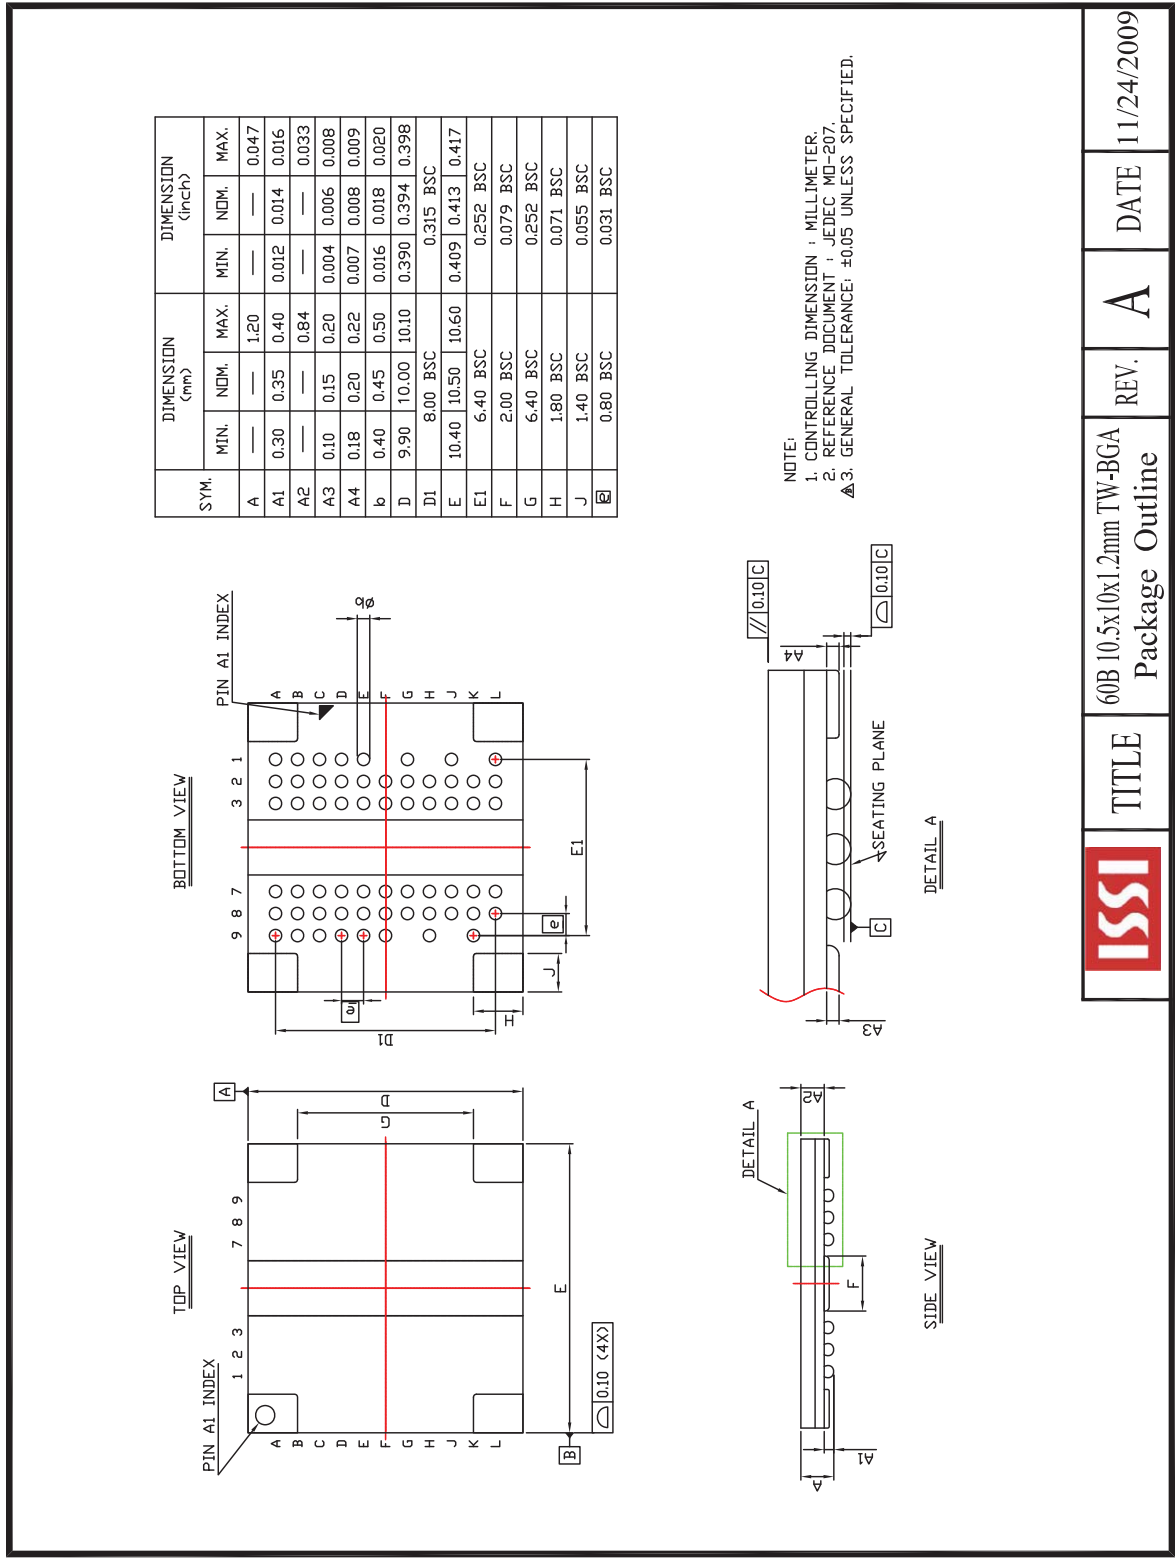 TOP VIEW
PIN A1 INDEX
1 2 3 7 8 9
A
B
C
D
E
F
G
H
J
K
L
A
D
G
E
B
0.10 (4X)
BOTTOM VIEW
PIN A1 INDEX
9 8 7 3 2 1
A
B
C
D
E
F
G
H
J
K
L
Øb
D1
e
H
J
e
E1
DIMENSION (mm) DIMENSION (inch)
SYM. MIN. NOM. MAX. MIN. NOM. MAX.
A — — 1.20 — — 0.047
A1 0.30 0.35 0.40 0.012 0.014 0.016
A2 — — 0.84 — — 0.033
A3 0.10 0.15 0.20 0.004 0.006 0.008
A4 0.18 0.20 0.22 0.007 0.008 0.009
b 0.40 0.45 0.50 0.016 0.018 0.020
D 9.90 10.00 10.10 0.390 0.394 0.398
D1 8.00 BSC 0.315 BSC
E 10.40 10.50 10.60 0.409 0.413 0.417
E1 6.40 BSC 0.252 BSC
F 2.00 BSC 0.079 BSC
G 6.40 BSC 0.252 BSC
H 1.80 BSC 0.071 BSC
J 1.40 BSC 0.055 BSC
e 0.80 BSC 0.031 BSC
DETAIL A
A2
F
A
A1
SIDE VIEW
// 0.10 C
A4
0.10 C
SEATING PLANE
C
A3
DETAIL A
NOTE:
1. CONTROLLING DIMENSION : MILLIMETER.
2. REFERENCE DOCUMENT : JEDEC MO-207.
3. GENERAL TOLERANCE: ±0.05 UNLESS SPECIFIED.
ISSI
TITLE
60B 10.5x10x1.2mm TW-BGA
Package Outline
REV.
A
DATE
11/24/2009